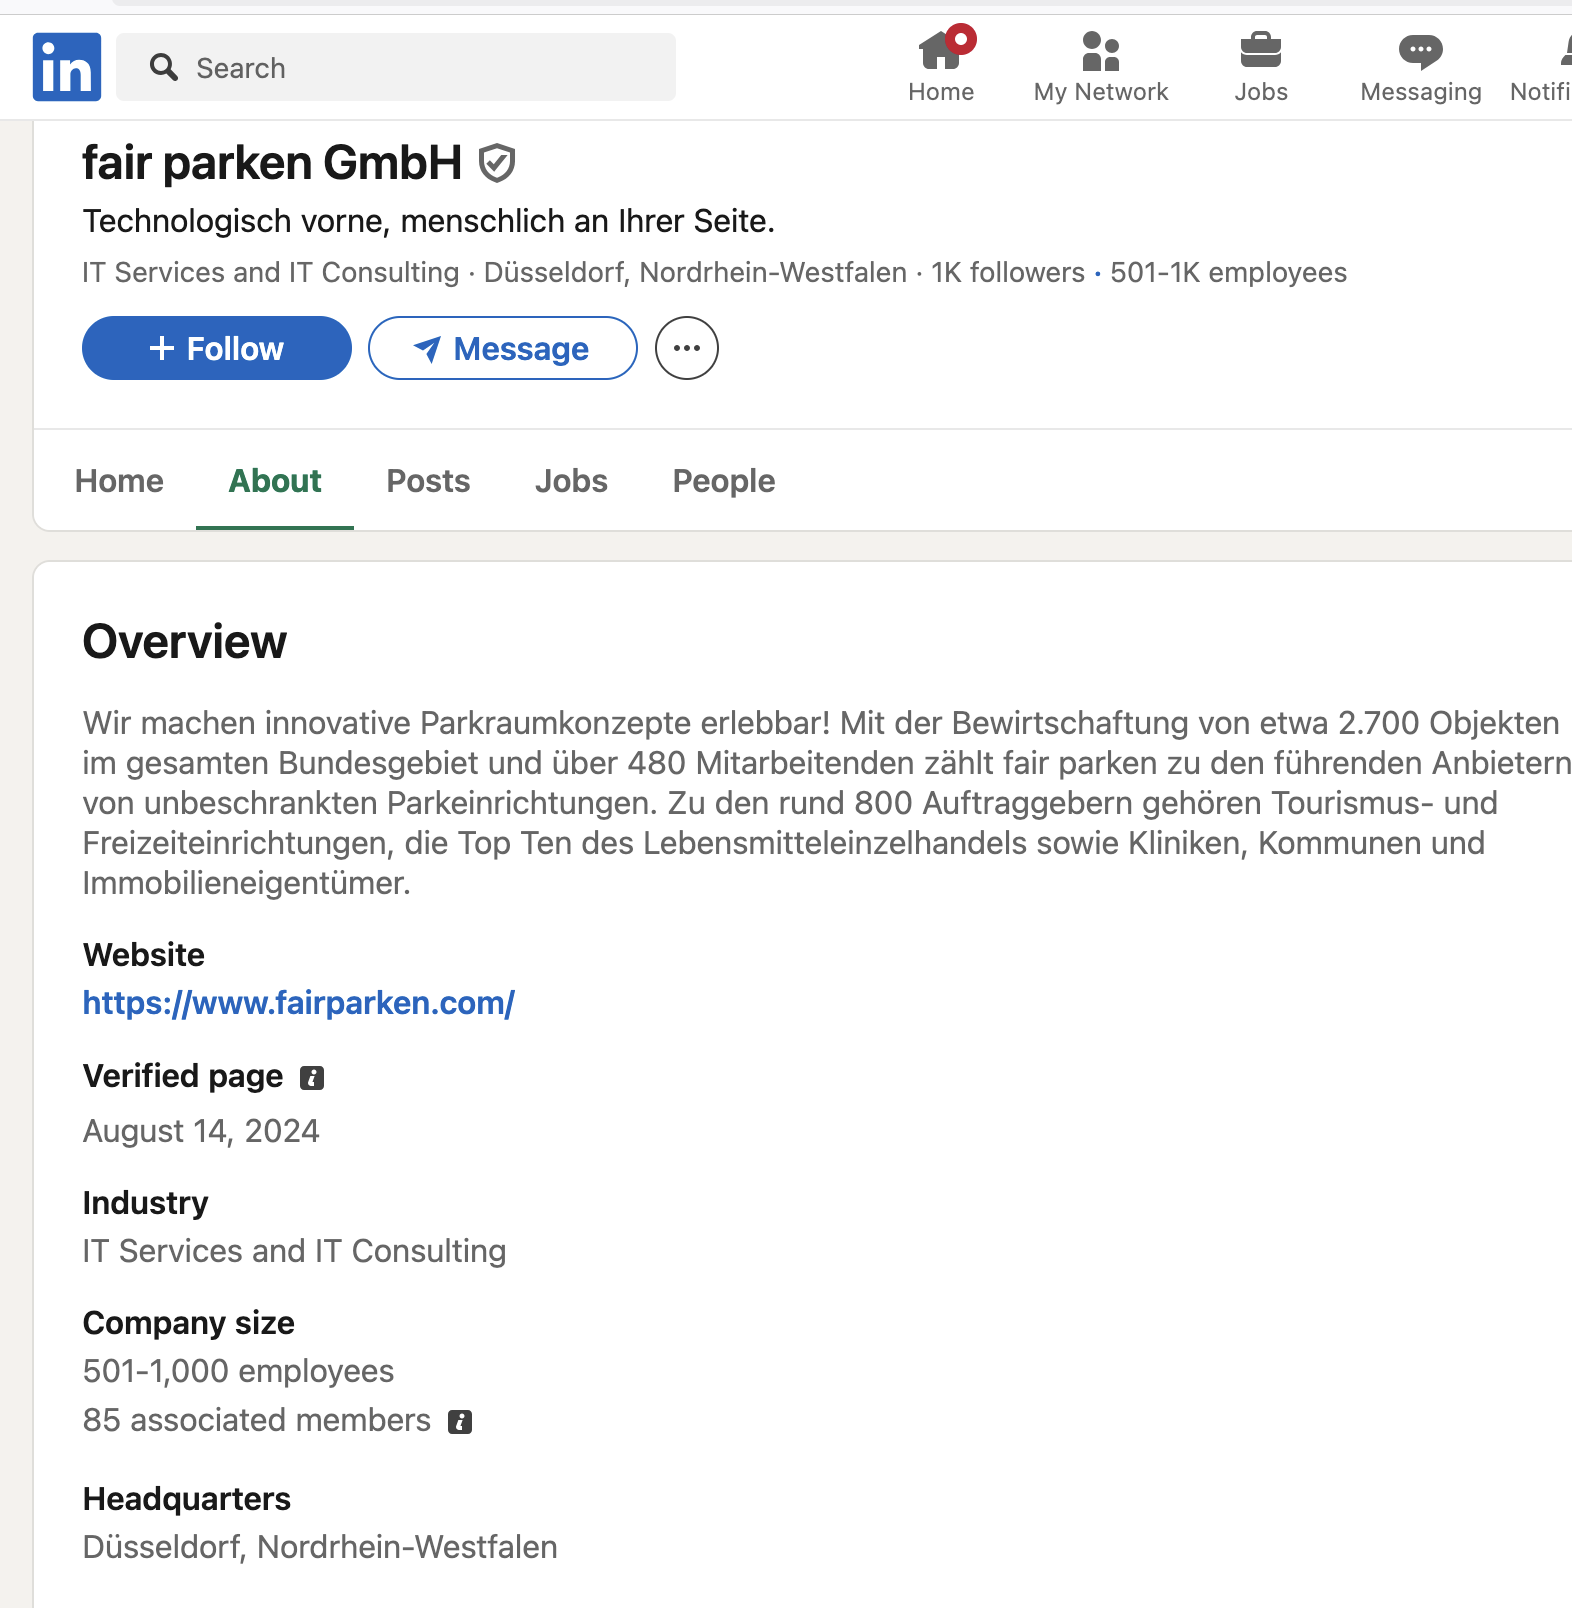 in
Search
Home
My Network
Jobs
Messaging
Notifi
fair parken GmbH
Technologisch vorne, menschlich an Ihrer Seite.
IT Services and IT Consulting · Düsseldorf, Nordrhein-Westfalen · 1K followers · 501-1K employees
+ Follow
Message
Home
About
Posts
Jobs
People
Overview
Wir machen innovative Parkraumkonzepte erlebbar! Mit der Bewirtschaftung von etwa 2.700 Objekten
im gesamten Bundesgebiet und über 480 Mitarbeitenden zählt fair parken zu den führenden Anbietern
von unbeschrankten Parkeinrichtungen. Zu den rund 800 Auftraggebern gehören Tourismus- und
Freizeiteinrichtungen, die Top Ten des Lebensmitteleinzelhandels sowie Kliniken, Kommunen und
Immobilieneigentümer.
Website
https://www.fairparken.com/
Verified page
August 14, 2024
Industry
IT Services and IT Consulting
Company size
501-1,000 employees
85 associated members
Headquarters
Düsseldorf, Nordrhein-Westfalen